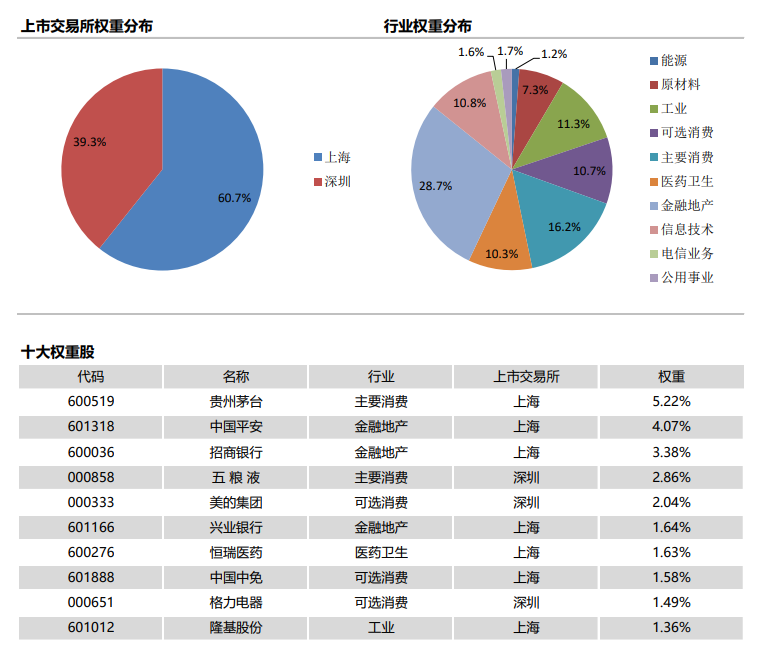 上市交易所权重分布
39.3%
60.7%
上海
深圳
行业权重分布
1.6%
1.7%
1.2%
7.3%
11.3%
10.7%
16.2%
10.3%
28.7%
10.8%
能源
原材料
工业
可选消费
主要消费
医药卫生
金融地产
信息技术
电信业务
公用事业
十大权重股
代码 名称 行业 上市交易所 权重
600519 贵州茅台 主要消费 上海 5.22%
601318 中国平安 金融地产 上海 4.07%
600036 招商银行 金融地产 上海 3.38%
000858 五 粮 液 主要消费 深圳 2.86%
000333 美的集团 可选消费 深圳 2.04%
601166 兴业银行 金融地产 上海 1.64%
600276 恒瑞医药 医药卫生 上海 1.63%
601888 中国中免 可选消费 上海 1.58%
000651 格力电器 可选消费 深圳 1.49%
601012 隆基股份 工业 上海 1.36%